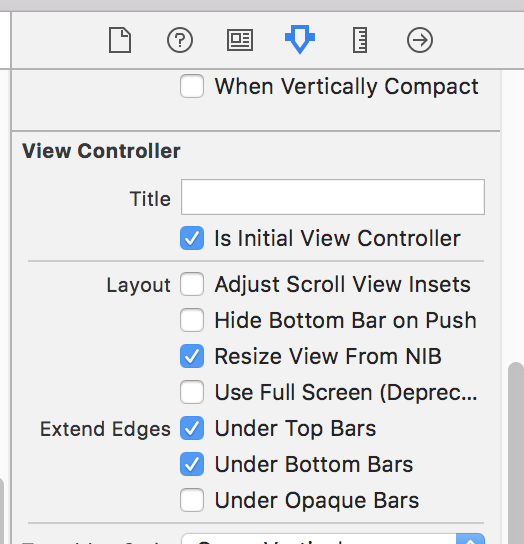 When Vertically Compact
View Controller
Title
Is Initial View Controller
Layout Adjust Scroll View Insets
Hide Bottom Bar on Push
Resize View From NIB
Use Full Screen (Deprec...
Extend Edges Under Top Bars
Under Bottom Bars
Under Opaque Bars